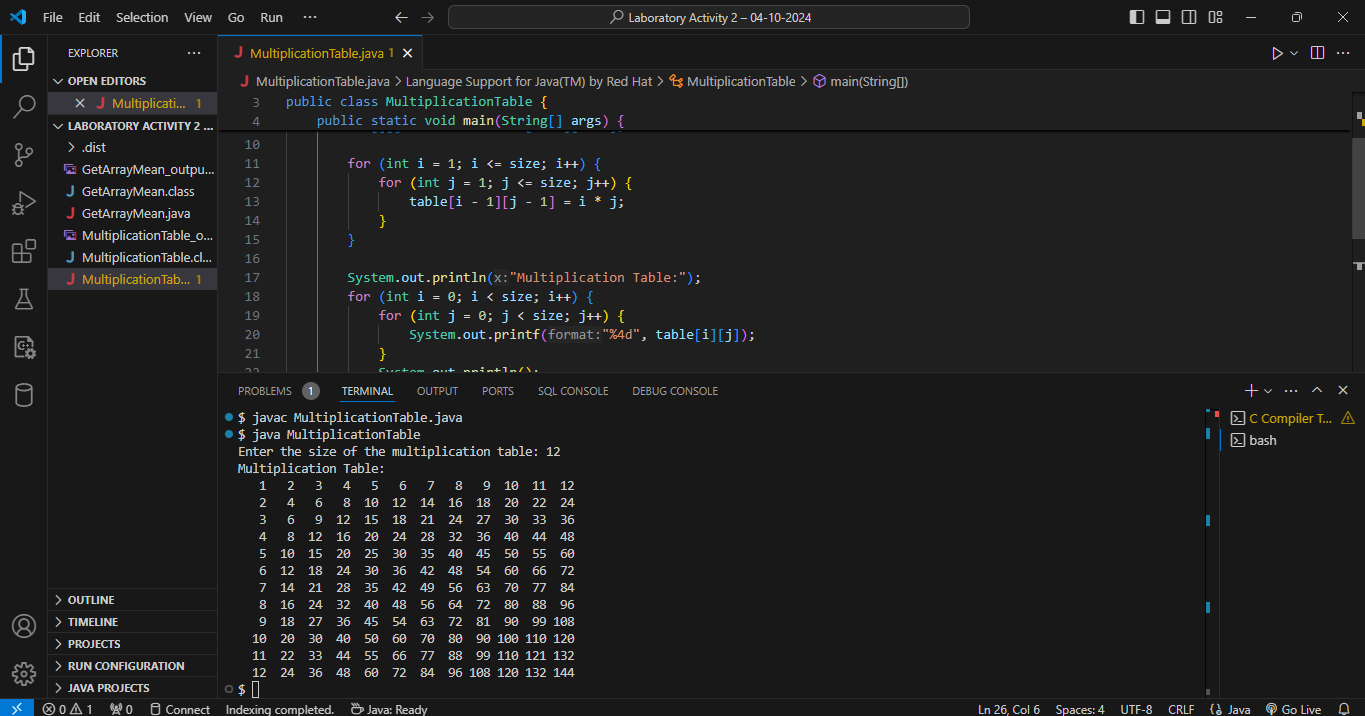 File Edit Selection View Go Run ··· Laboratory Activity 2 – 04-10-2024
EXPLORER ···
OPEN EDITORS
MultiplicatI... 1
LABORATORY ACTIVITY 2 ...
.dist
GetArrayMean_outpu...
GetArrayMean.class
GetArrayMean.java
MultiplicationTable_o...
MultiplicationTable.cl...
MultiplicationTab... 1
OUTLINE
TIMELINE
PROJECTS
RUN CONFIGURATION
JAVA PROJECTS
MultiplicationTable.java 1
MultiplicationTable.java > Language Support for Java(TM) by Red Hat > MultiplicationTable > main(String[])
3 public class MultiplicationTable {
4 public static void main(String[] args) {
10
11 for (int i = 1; i <= size; i++) {
12 for (int j = 1; j <= size; j++) {
13 table[i - 1][j - 1] = i * j;
14 }
15 }
16
17 System.out.println(x:"Multiplication Table:");
18 for (int i = 0; i < size; i++) {
19 for (int j = 0; j < size; j++) {
20 System.out.printf(format:"%4d", table[i][j]);
21 }
22 System.out.println();
PROBLEMS 1 TERMINAL OUTPUT PORTS SQL CONSOLE DEBUG CONSOLE
$ javac MultiplicationTable.java
$ java MultiplicationTable
Enter the size of the multiplication table: 12
Multiplication Table:
1 2 3 4 5 6 7 8 9 10 11 12
2 4 6 8 10 12 14 16 18 20 22 24
3 6 9 12 15 18 21 24 27 30 33 36
4 8 12 16 20 24 28 32 36 40 44 48
5 10 15 20 25 30 35 40 45 50 55 60
6 12 18 24 30 36 42 48 54 60 66 72
7 14 21 28 35 42 49 56 63 70 77 84
8 16 24 32 40 48 56 64 72 80 88 96
9 18 27 36 45 54 63 72 81 90 99 108
10 20 30 40 50 60 70 80 90 100 110 120
11 22 33 44 55 66 77 88 99 110 121 132
12 24 36 48 60 72 84 96 108 120 132 144
$
C Compiler T...
bash
0 1 0 Connect Indexing completed. Java: Ready Ln 26, Col 6 Spaces: 4 UTF-8 CRLF Java Go Live